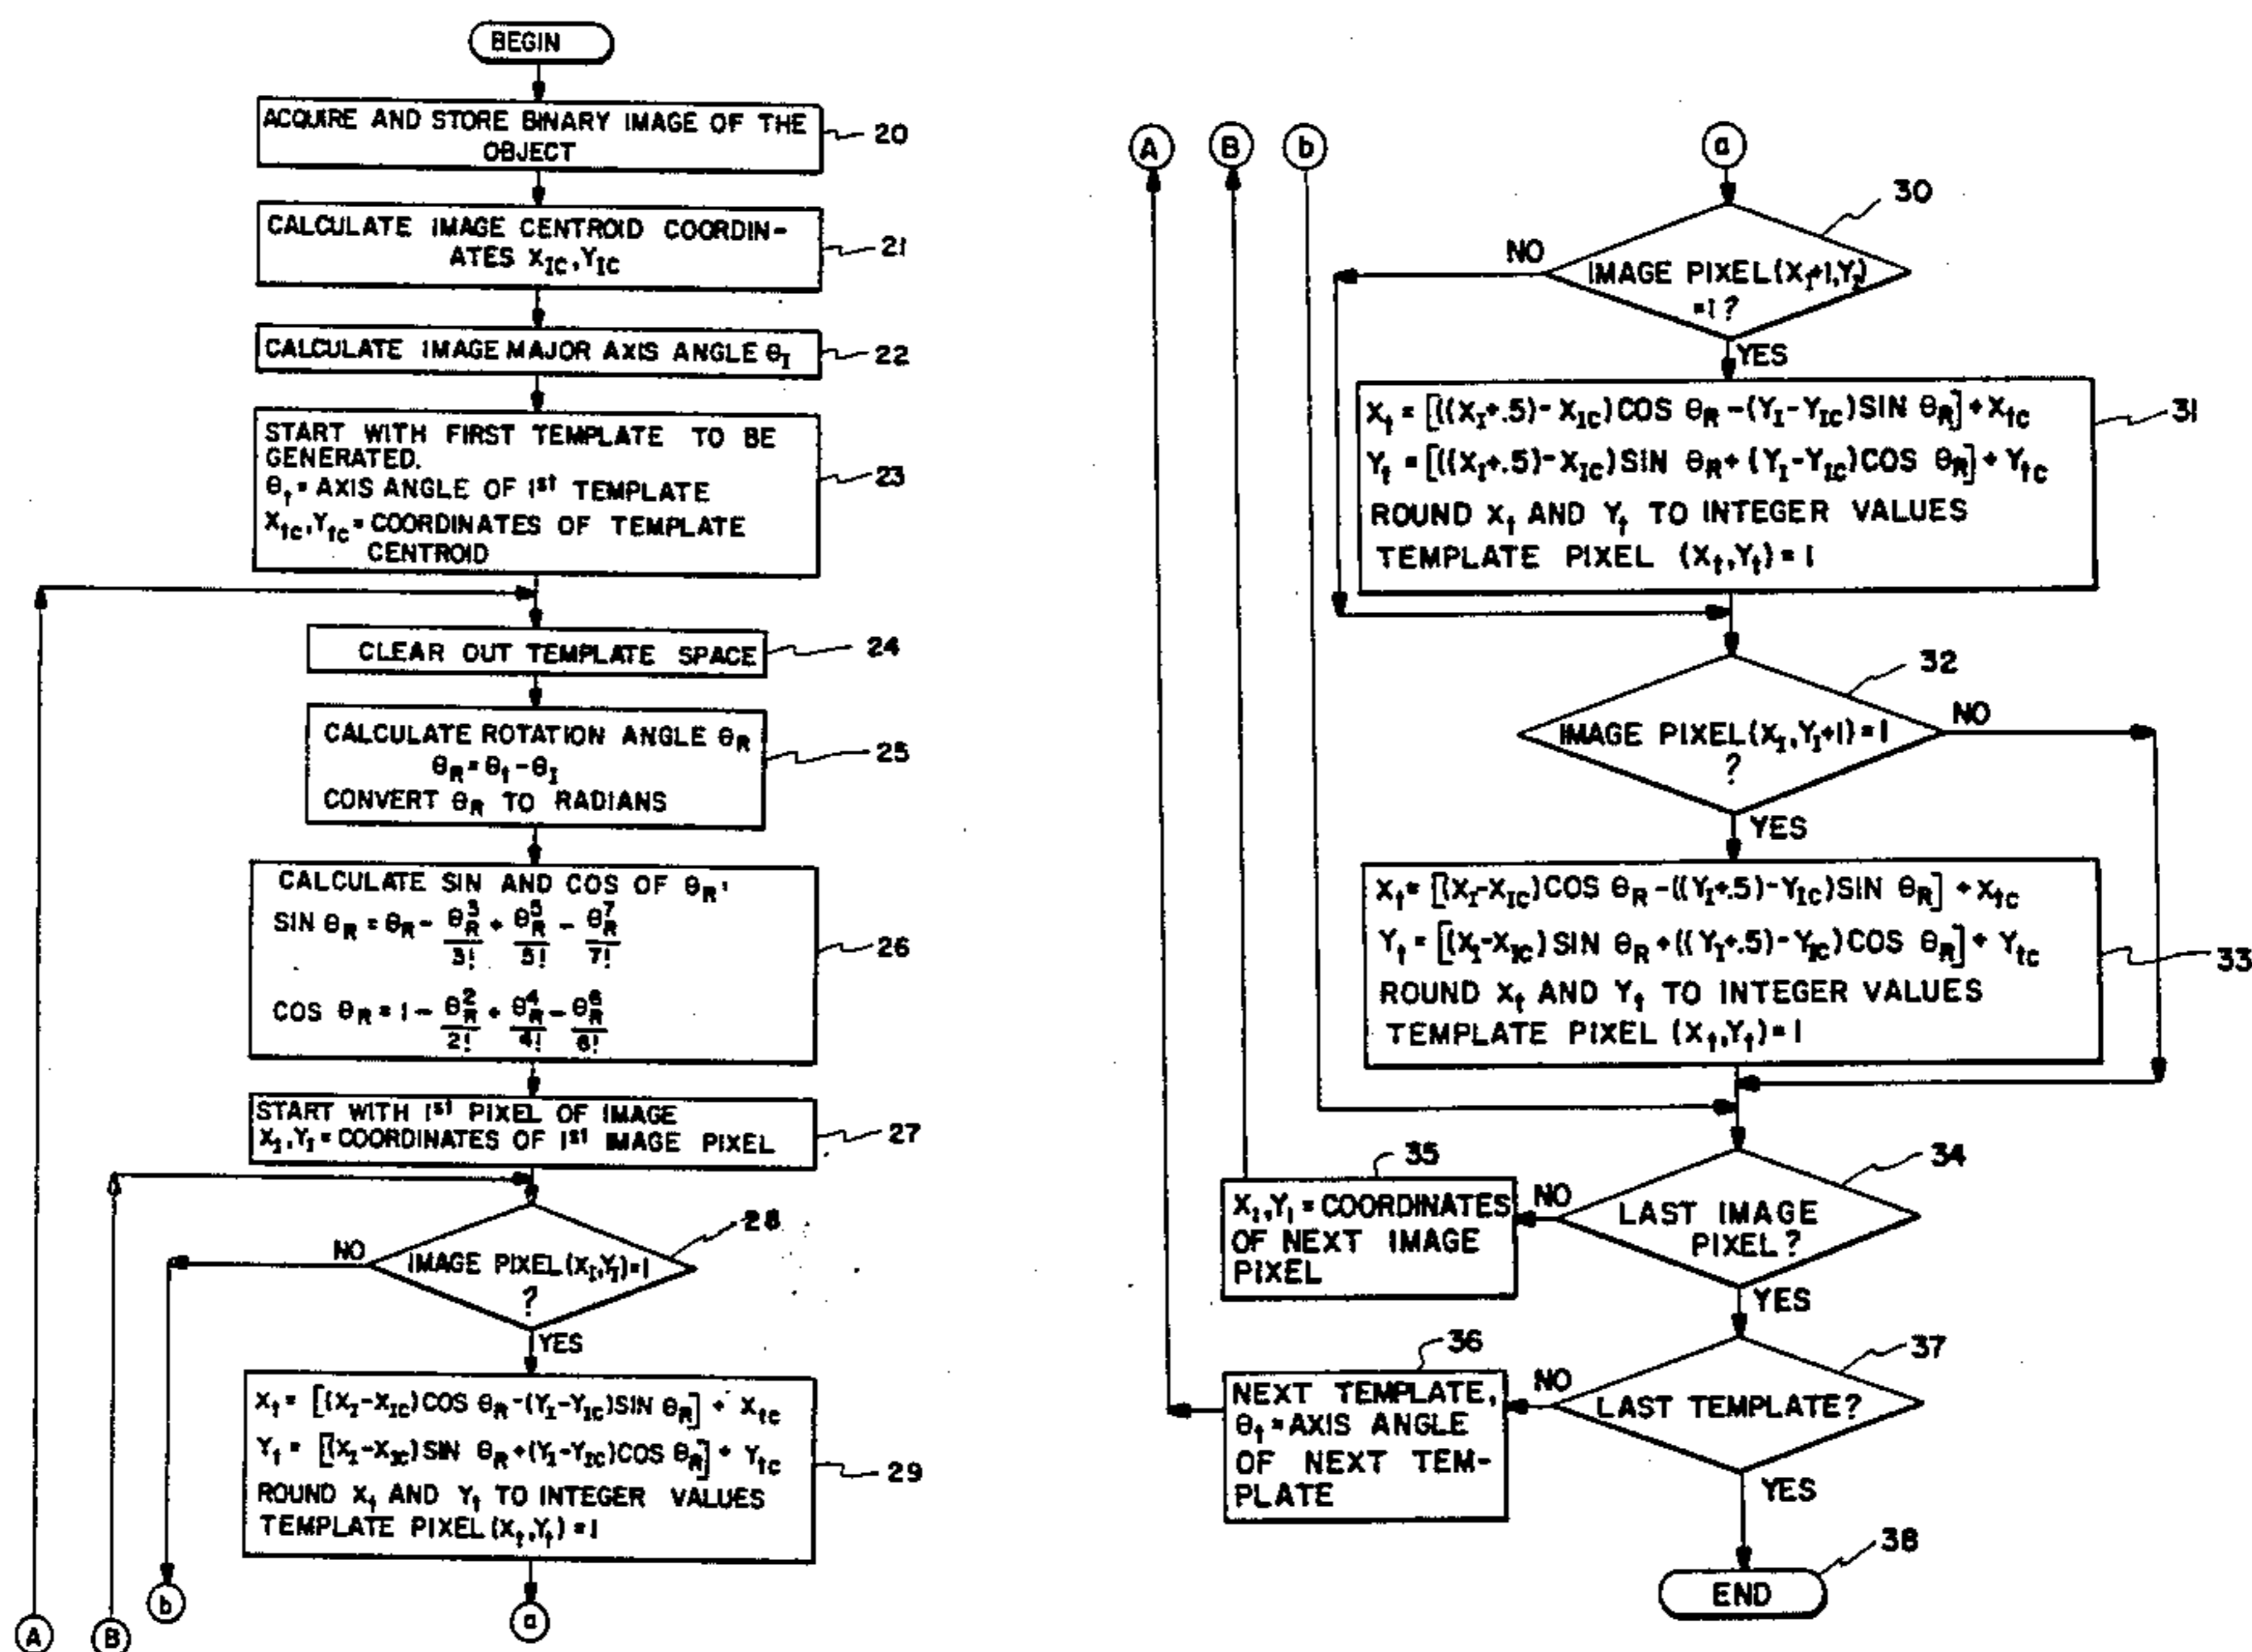 BEGIN
ACQUIRE AND STORE BINARY IMAGE OF THE
OBJECT
20
CALCULATE IMAGE CENTROID COORDIN-
ATES X_IC, Y_IC
21
CALCULATE IMAGE MAJOR AXIS ANGLE θ_I
22
START WITH FIRST TEMPLATE TO BE
GENERATED.
θ_t = AXIS ANGLE OF 1st TEMPLATE
X_tc, Y_tc = COORDINATES OF TEMPLATE
CENTROID
23
CLEAR OUT TEMPLATE SPACE
24
CALCULATE ROTATION ANGLE θ_R
θ_R = θ_t - θ_I
CONVERT θ_R TO RADIANS
25
CALCULATE SIN AND COS OF θ_R:
SIN θ_R = θ_R - θ_R^3/3! + θ_R^5/5! - θ_R^7/7!
COS θ_R = 1 - θ_R^2/2! + θ_R^4/4! - θ_R^6/6!
26
START WITH 1st PIXEL OF IMAGE
X_I, Y_I = COORDINATES OF 1st IMAGE PIXEL
27
IMAGE PIXEL (X_I, Y_I) = 1
?
28
NO
YES
X_t = [(X_I - X_IC) COS θ_R - (Y_I - Y_IC) SIN θ_R] + X_tc
Y_t = [(X_I - X_IC) SIN θ_R + (Y_I - Y_IC) COS θ_R] + Y_tc
ROUND X_t AND Y_t TO INTEGER VALUES
TEMPLATE PIXEL (X_t, Y_t) = 1
29
A
B
b
a
A
B
b
a
IMAGE PIXEL (X_I+1, Y_I)
=1?
30
NO
YES
X_t = [((X_I+.5) - X_IC) COS θ_R - (Y_I - Y_IC) SIN θ_R] + X_tc
Y_t = [((X_I+.5) - X_IC) SIN θ_R + (Y_I - Y_IC) COS θ_R] + Y_tc
ROUND X_t AND Y_t TO INTEGER VALUES
TEMPLATE PIXEL (X_t, Y_t) = 1
31
IMAGE PIXEL (X_I, Y_I+1) = 1
?
32
NO
YES
X_t = [(X_I - X_IC) COS θ_R - ((Y_I+.5) - Y_IC) SIN θ_R] + X_tc
Y_t = [(X_I - X_IC) SIN θ_R + ((Y_I+.5) - Y_IC) COS θ_R] + Y_tc
ROUND X_t AND Y_t TO INTEGER VALUES
TEMPLATE PIXEL (X_t, Y_t) = 1
33
LAST IMAGE
PIXEL?
34
NO
YES
X_I, Y_I = COORDINATES
OF NEXT IMAGE
PIXEL
35
LAST TEMPLATE?
37
NO
YES
NEXT TEMPLATE,
θ_t = AXIS ANGLE
OF NEXT TEM-
PLATE
36
END
38